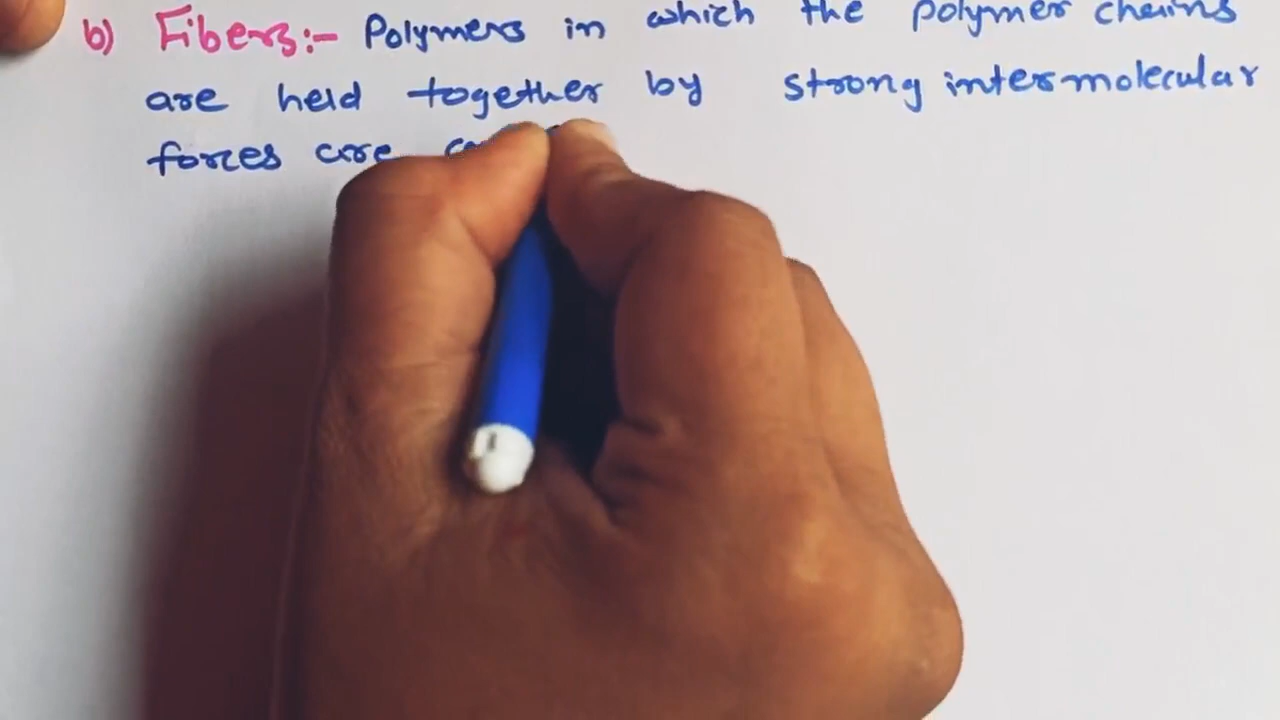 b) Fibers:- Polymers in which the polymer chains
are held together by strong intermolecular
forces are